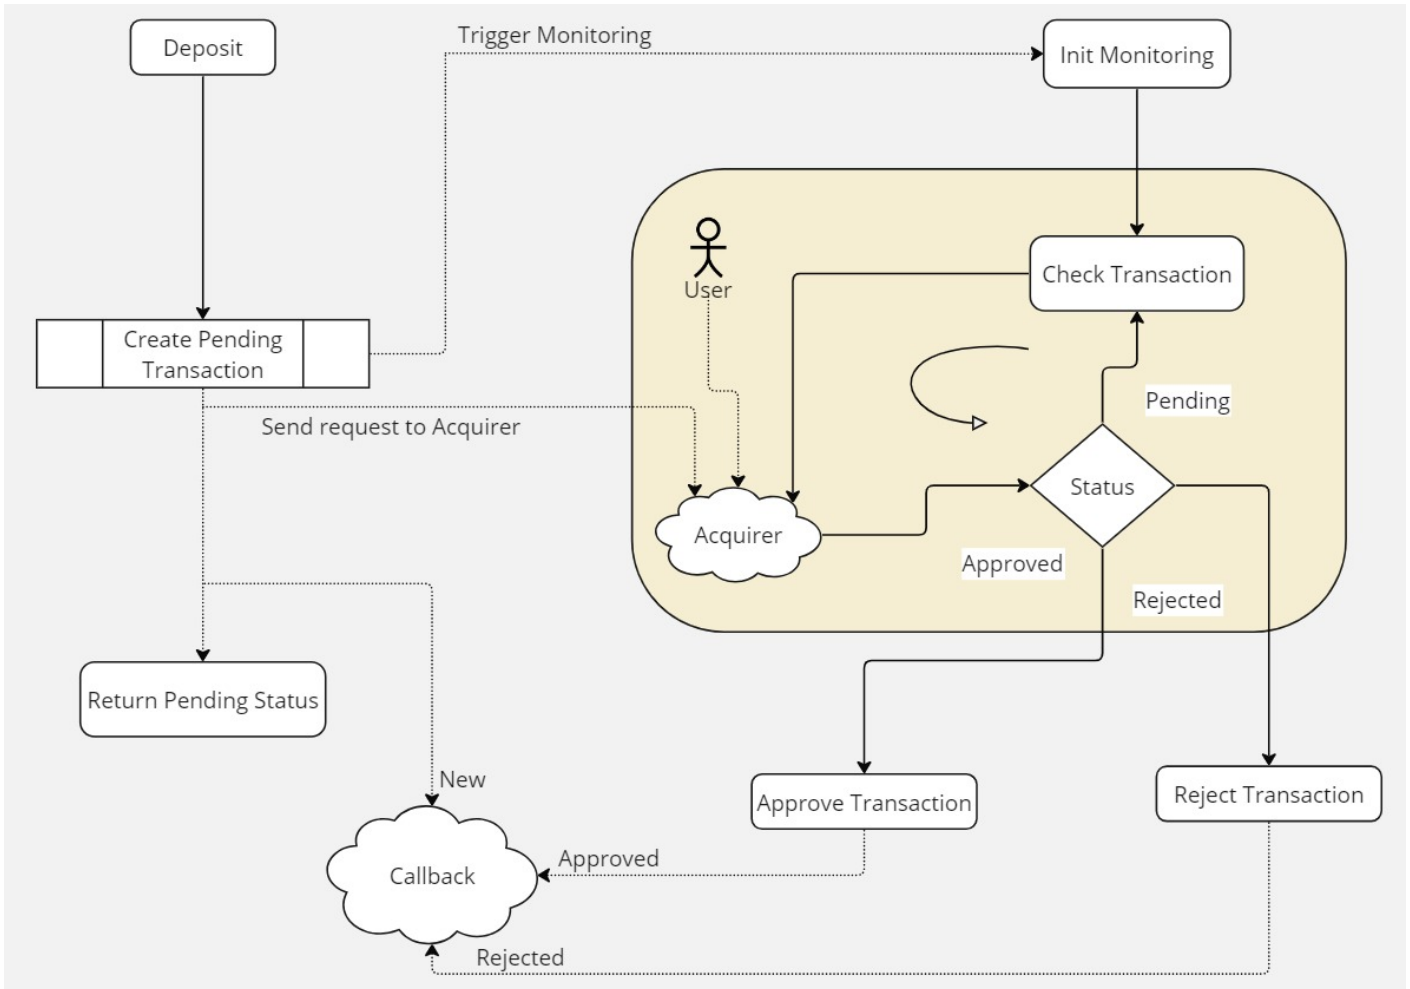 Deposit
Trigger Monitoring
Init Monitoring
User
Check Transaction
Create Pending
Transaction
Send request to Acquirer
Pending
Status
Acquirer
Approved
Rejected
Return Pending Status
New
Approve Transaction
Reject Transaction
Callback
Approved
Rejected